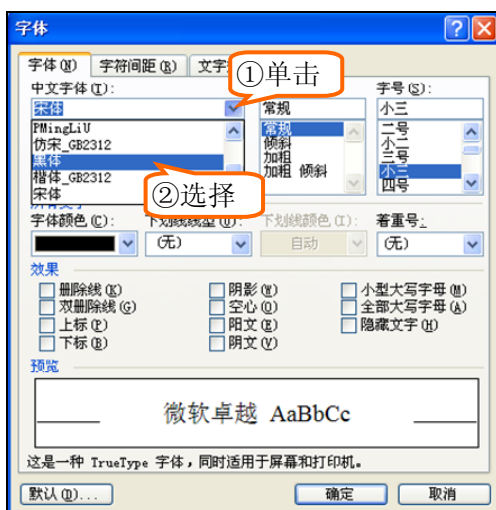 字体
字体(N) 字符间距(R) 文字
①单击
中文字体(T): 字号(S):
宋体 常规 小三
PMingLiU 常规 二号
仿宋_GB2312 倾斜 小二
黑体 加粗 三号
楷体_GB2312 加粗 倾斜 小三
宋体 四号
②选择
所有文字
字体颜色(C): 下划线线型(U): 下划线颜色(I): 着重号:
(无) 自动 (无)
效果
删除线(K) 阴影(W) 小型大写字母(M)
双删除线(G) 空心(O) 全部大写字母(A)
上标(P) 阳文(E) 隐藏文字(H)
下标(B) 阴文(V)
预览
微软卓越 AaBbCc
这是一种 TrueType 字体，同时适用于屏幕和打印机。
默认(D)... 确定 取消